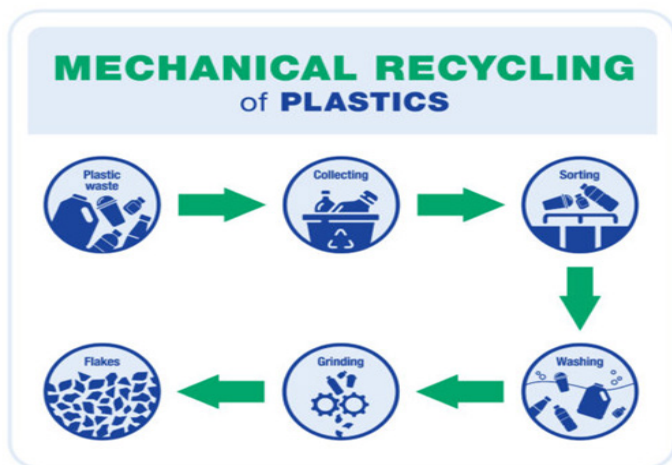 MECHANICAL RECYCLING
of PLASTICS
Plastic
waste
Collecting
Sorting
Flakes
Grinding
Washing